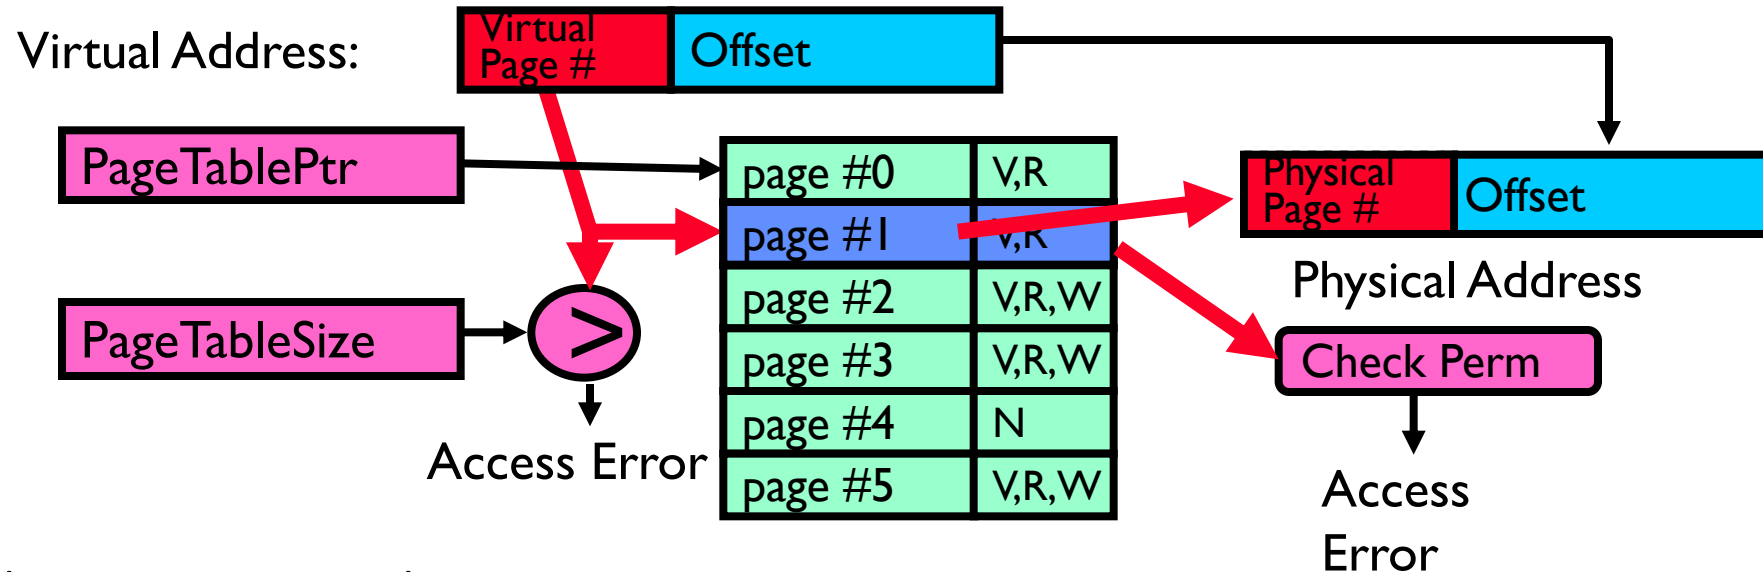 Virtual Address:
Virtual
Page #
Offset
PageTablePtr
PageTableSize
>
Access Error
page #0 V,R
page #1 V,R
page #2 V,R,W
page #3 V,R,W
page #4 N
page #5 V,R,W
Physical
Page #
Offset
Physical Address
Check Perm
Access
Error